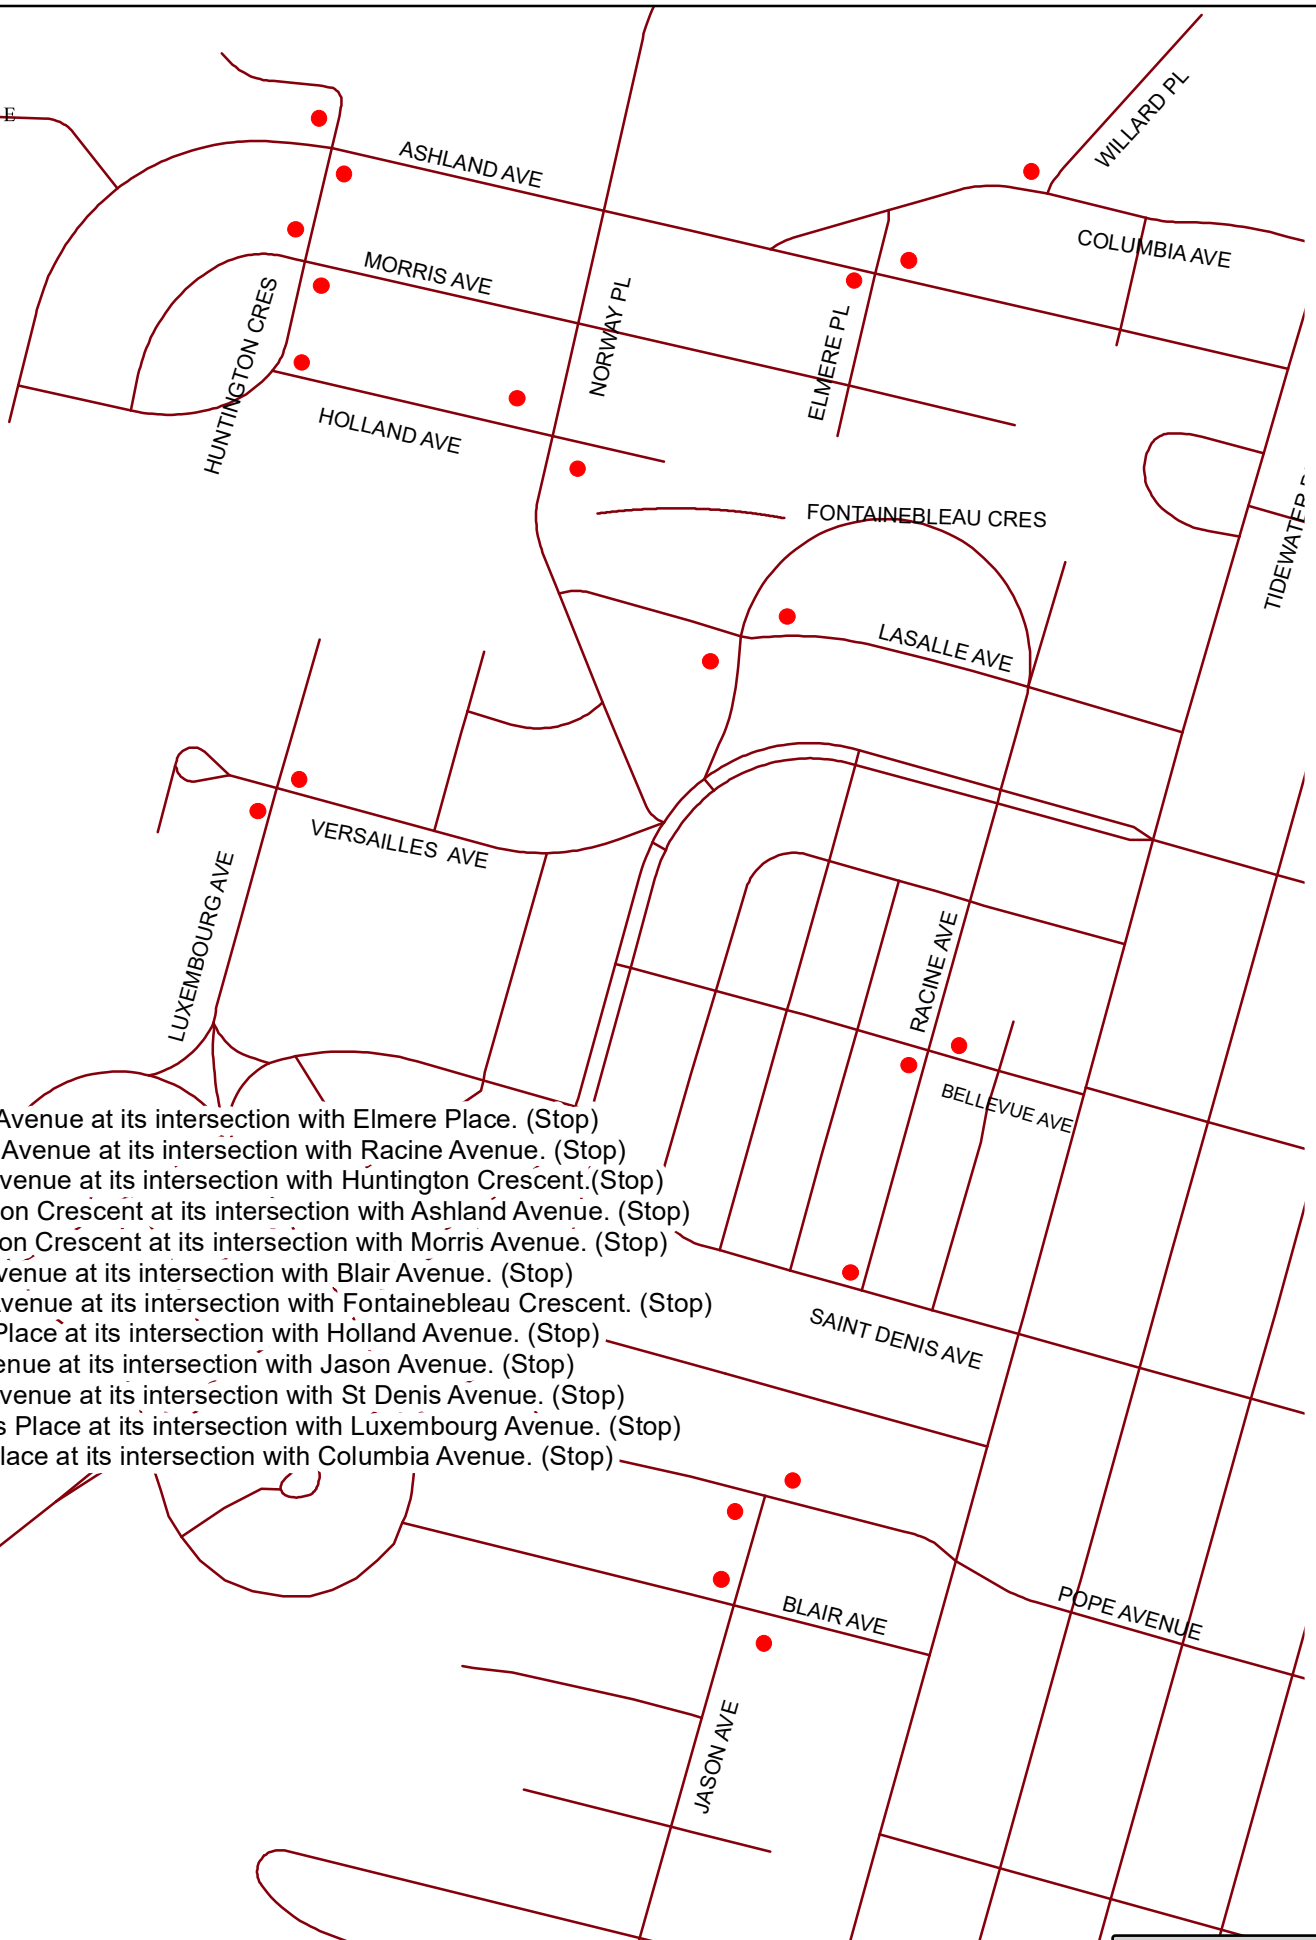 E
WILLARD PL
ASHLAND AVE
COLUMBIA AVE
MORRIS AVE
NORWAY PL
HUNTINGTON CRES
ELMERE PL
HOLLAND AVE
FONTAINEBLEAU CRES
TIDEWATER
LASALLE AVE
VERSAILLES AVE
LUXEMBOURG AVE
RACINE AVE
BELLEVUE AVE
Avenue at its intersection with Elmere Place. (Stop)
Avenue at its intersection with Racine Avenue. (Stop)
venue at its intersection with Huntington Crescent.(Stop)
on Crescent at its intersection with Ashland Avenue. (Stop)
on Crescent at its intersection with Morris Avenue. (Stop)
venue at its intersection with Blair Avenue. (Stop)
venue at its intersection with Fontainebleau Crescent. (Stop)
Place at its intersection with Holland Avenue. (Stop)
enue at its intersection with Jason Avenue. (Stop)
venue at its intersection with St Denis Avenue. (Stop)
s Place at its intersection with Luxembourg Avenue. (Stop)
lace at its intersection with Columbia Avenue. (Stop)
SAINT DENIS AVE
BLAIR AVE
POPE AVENUE
JASON AVE